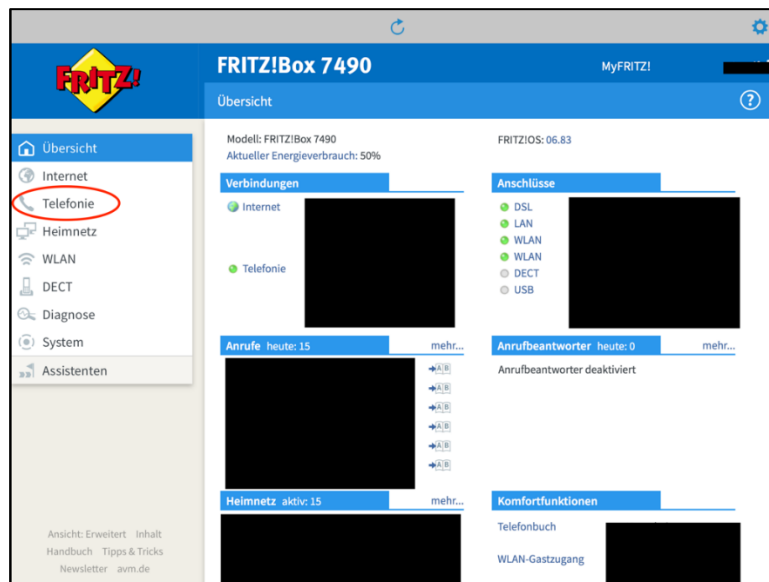 FRITZ!
FRITZ!Box 7490
MyFRITZ!
Übersicht
?
Übersicht
Internet
Telefonie
Heimnetz
WLAN
DECT
Diagnose
System
Assistenten
Ansicht: Erweitert Inhalt
Handbuch Tipps & Tricks
Newsletter avm.de
Modell: FRITZ!Box 7490
Aktueller Energieverbrauch: 50%
FRITZ!OS: 06.83
Verbindungen
Internet
Telefonie
Anschlüsse
DSL
LAN
WLAN
WLAN
DECT
USB
Anrufe heute: 15 mehr...
A B
A B
A B
A B
A B
A B
Anrufbeantworter heute: 0 mehr...
Anrufbeantworter deaktiviert
Heimnetz aktiv: 15 mehr...
Komfortfunktionen
Telefonbuch
WLAN-Gastzugang